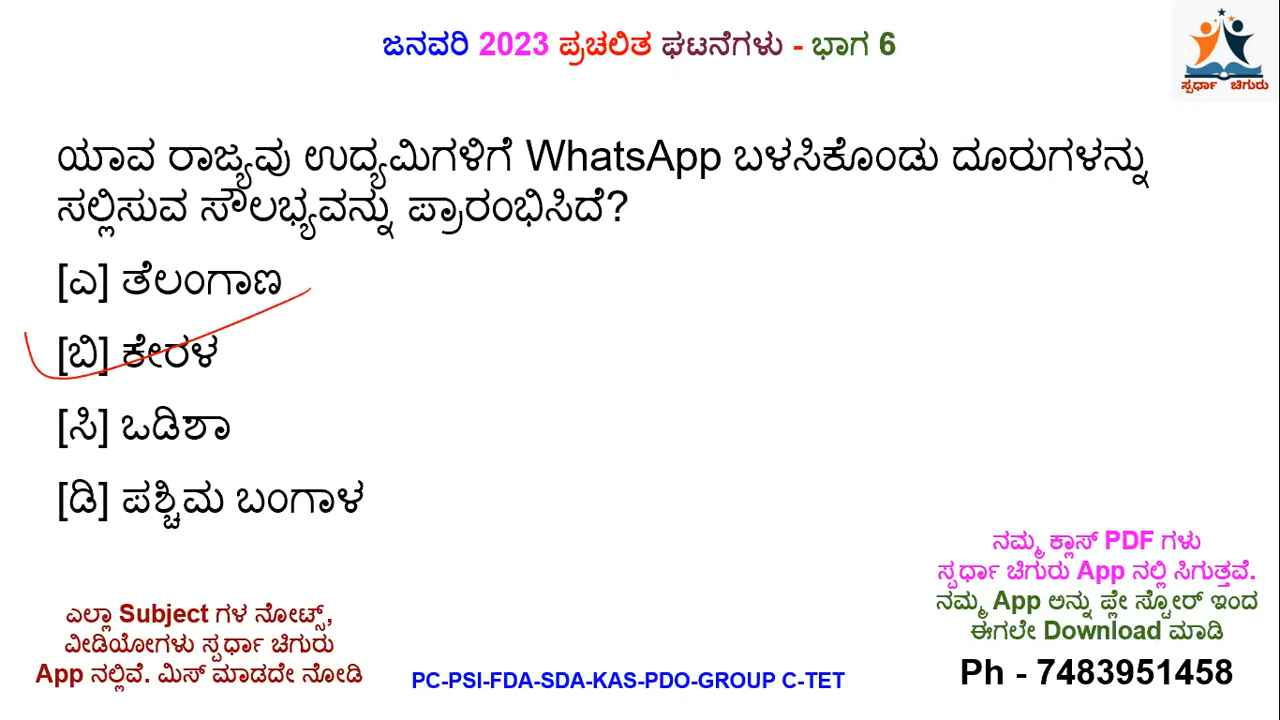 ಜನವರಿ 2023 ಪ್ರಚಲಿತ ಘಟನೆಗಳು - ಭಾಗ 6
ಸ್ಪರ್ಧಾ ಚಿಗುರು
ಯಾವ ರಾಜ್ಯವು ಉದ್ಯಮಿಗಳಿಗೆ WhatsApp ಬಳಸಿಕೊಂಡು ದೂರುಗಳನ್ನು
ಸಲ್ಲಿಸುವ ಸೌಲಭ್ಯವನ್ನು ಪ್ರಾರಂಭಿಸಿದೆ?
[ಎ] ತೆಲಂಗಾಣ
[ಬಿ] ಕೇರಳ
[ಸಿ] ಒಡಿಶಾ
[ಡಿ] ಪಶ್ಚಿಮ ಬಂಗಾಳ
ಎಲ್ಲಾ Subject ಗಳ ನೋಟ್ಸ್,
ವೀಡಿಯೋಗಳು ಸ್ಪರ್ಧಾ ಚಿಗುರು
App ನಲ್ಲಿವೆ. ಮಿಸ್ ಮಾಡದೇ ನೋಡಿ
PC-PSI-FDA-SDA-KAS-PDO-GROUP C-TET
ನಮ್ಮ ಕ್ಲಾಸ್ PDF ಗಳು
ಸ್ಪರ್ಧಾ ಚಿಗುರು App ನಲ್ಲಿ ಸಿಗುತ್ತವೆ.
ನಮ್ಮ App ಅನ್ನು ಪ್ಲೇ ಸ್ಟೋರ್ ಇಂದ
ಈಗಲೇ Download ಮಾಡಿ
Ph - 7483951458